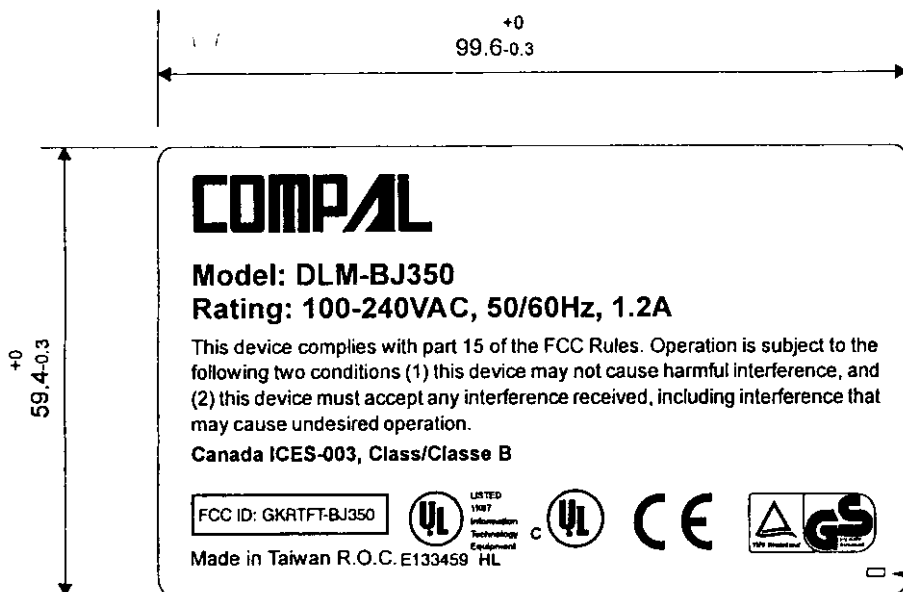 +0
99.6-0.3
+0
59.4-0.3
COMPAL
Model: DLM-BJ350
Rating: 100-240VAC, 50/60Hz, 1.2A
This device complies with part 15 of the FCC Rules. Operation is subject to the
following two conditions (1) this device may not cause harmful interference, and
(2) this device must accept any interference received, including interference that
may cause undesired operation.
Canada ICES-003, Class/Classe B
FCC ID: GKRTFT-BJ350
UL
LISTED
Information
Technology
Equipment
C
UL
CE
GS
Made in Taiwan R.O.C. E133459 HL